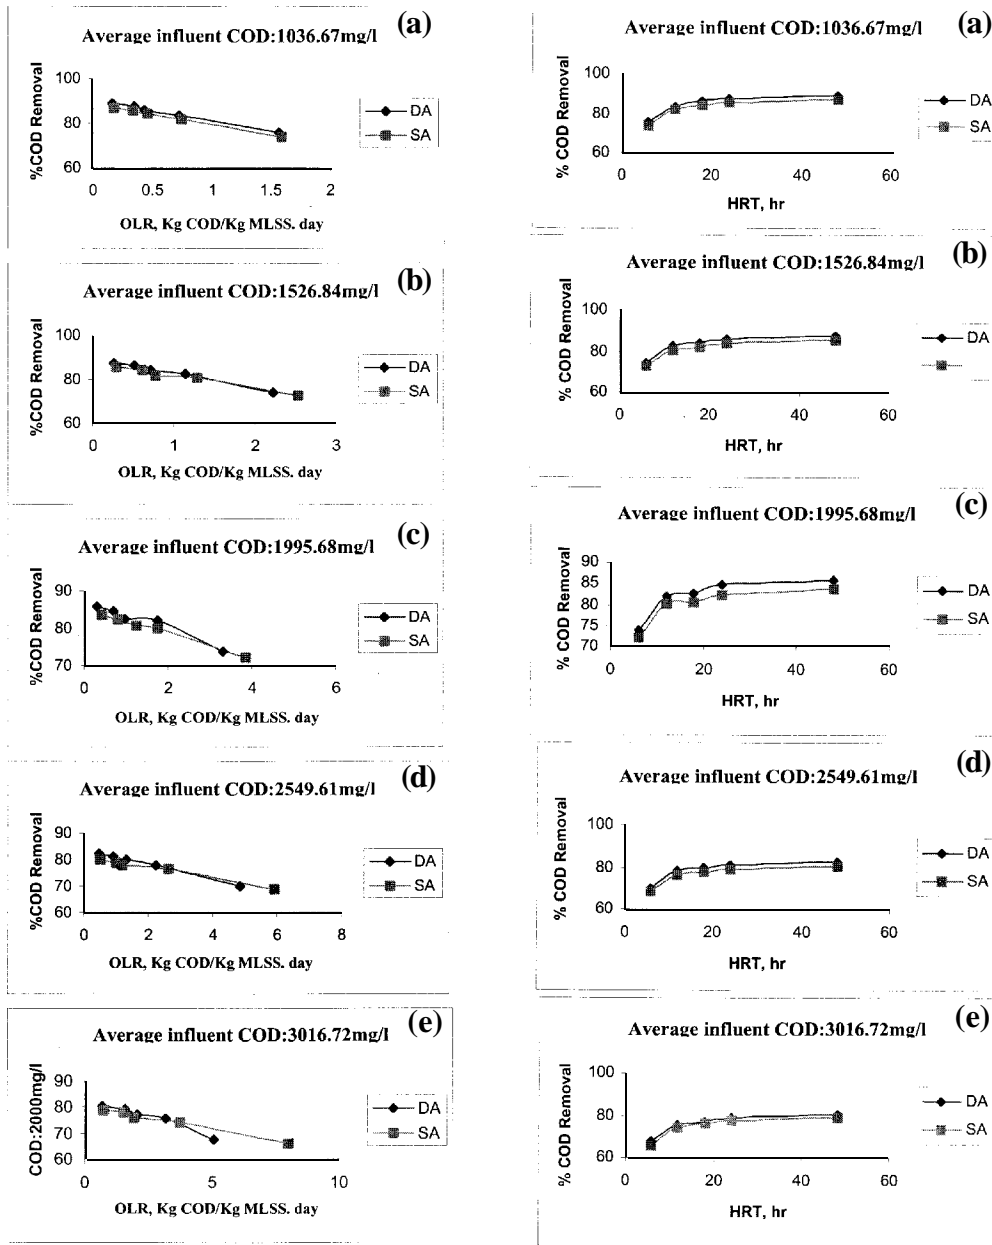 (a)
Average influent COD:1036.67mg/l
%COD Removal
100
80
60
0
0.5
1
1.5
2
OLR, Kg COD/Kg MLSS. day
DA
SA
(a)
Average influent COD:1036.67mg/l
% COD Removal
100
80
60
0
20
40
60
HRT, hr
DA
SA
(b)
Average influent COD:1526.84mg/l
%COD Removal
100
80
60
0
1
2
3
OLR, Kg COD/Kg MLSS. day
DA
SA
(b)
Average influent COD:1526.84mg/l
% COD Removal
100
80
60
0
20
40
60
HRT, hr
DA
(c)
Average influent COD:1995.68mg/l
%COD Removal
90
80
70
0
2
4
6
OLR, Kg COD/Kg MLSS. day
DA
SA
(c)
Average influent COD:1995.68mg/l
% COD Removal
90
85
80
75
70
0
20
40
60
HRT, hr
DA
SA
(d)
Average influent COD:2549.61mg/l
%COD Removal
90
80
70
60
0
2
4
6
8
OLR, Kg COD/Kg MLSS. day
DA
SA
(d)
Average influent COD:2549.61mg/l
% COD Removal
100
80
60
0
20
40
60
HRT, hr
DA
SA
(e)
Average influent COD:3016.72mg/l
COD:2000mg/l
90
80
70
60
0
5
10
OLR, Kg COD/Kg MLSS. day
DA
SA
(e)
Average influent COD:3016.72mg/l
% COD Removal
100
80
60
0
20
40
60
HRT, hr
DA
SA